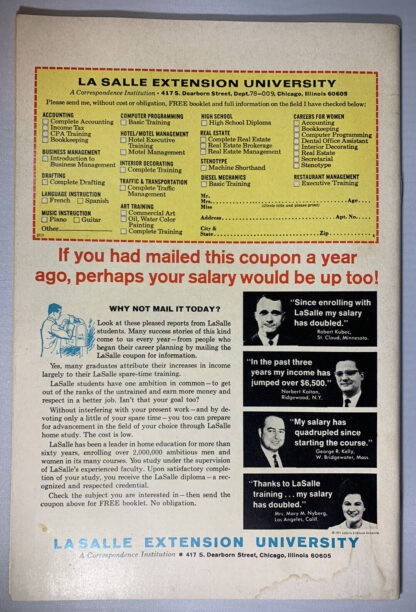 LA SALLE EXTENSION UNIVERSITY
A Correspondence Institution • 417 S. Dearborn Street, Dept. 78-009, Chicago, Illinois 60605
Please send me, without cost or obligation, FREE booklet and full information on the field I have checked below:
ACCOUNTING
Complete Accounting
Income Tax
CPA Training
Bookkeeping
BUSINESS MANAGEMENT
Introduction to
Business Management
DRAFTING
Complete Drafting
LANGUAGE INSTRUCTION
French Spanish
MUSIC INSTRUCTION
Piano Guitar
Other
COMPUTER PROGRAMMING
Basic Training
HOTEL/MOTEL MANAGEMENT
Hotel Executive
Training
Motel Management
INTERIOR DECORATING
Complete Training
TRAFFIC & TRANSPORTATION
Complete Traffic
Management
ART TRAINING
Commercial Art
Oil, Water Color
Painting
Complete Training
HIGH SCHOOL
High School Diploma
REAL ESTATE
Complete Real Estate
Real Estate Brokerage
Real Estate Management
STENOTYPE
Machine Shorthand
DIESEL MECHANICS
Basic Training
CAREERS FOR WOMEN
Accounting
Bookkeeping
Computer Programming
Dental Office Assistant
Interior Decorating
Real Estate
Secretarial
Stenotype
RESTAURANT MANAGEMENT
Executive Training
Mr.
Mrs. Age
Miss (Circle title and please print)
Address Apt. No.
City &
State Zip
If you had mailed this coupon a year
ago, perhaps your salary would be up too!
WHY NOT MAIL IT TODAY?
Look at these pleased reports from LaSalle
students. Many success stories of this kind
come to us every year—from people who
began their career planning by mailing the
LaSalle coupon for information.
Yes, many graduates attribute their increases in income
largely to their LaSalle spare-time training.
LaSalle students have one ambition in common—to get
out of the ranks of the untrained and earn more money and
respect in a better job. Isn't that your goal too?
Without interfering with your present work—and by de-
voting only a little of your spare time—you too can prepare
for advancement in the field of your choice through LaSalle
home study. The cost is low.
LaSalle has been a leader in home education for more than
sixty years, enrolling over 2,000,000 ambitious men and
women in its many courses. You study under the supervision
of LaSalle's experienced faculty. Upon satisfactory comple-
tion of your study, you receive the LaSalle diploma—a rec-
ognized and respected credential.
Check the subject you are interested in—then send the
coupon above for FREE booklet. No obligation.
"Since enrolling with
LaSalle my salary
has doubled."
Robert Kubec,
St. Cloud, Minnesota.
"In the past three
years my income has
jumped over $6,500."
Norbert Kaitan,
Ridgewood, N.Y.
"My salary has
quadrupled since
starting the course."
George R. Kelly,
W. Bridgewater, Mass.
"Thanks to LaSalle
training . . . my salary
has doubled."
Mrs. Mary M. Nyberg,
Los Angeles, Calif.
LASALLE EXTENSION UNIVERSITY
A Correspondence Institution • 417 S. Dearborn Street, Chicago, Illinois 60605